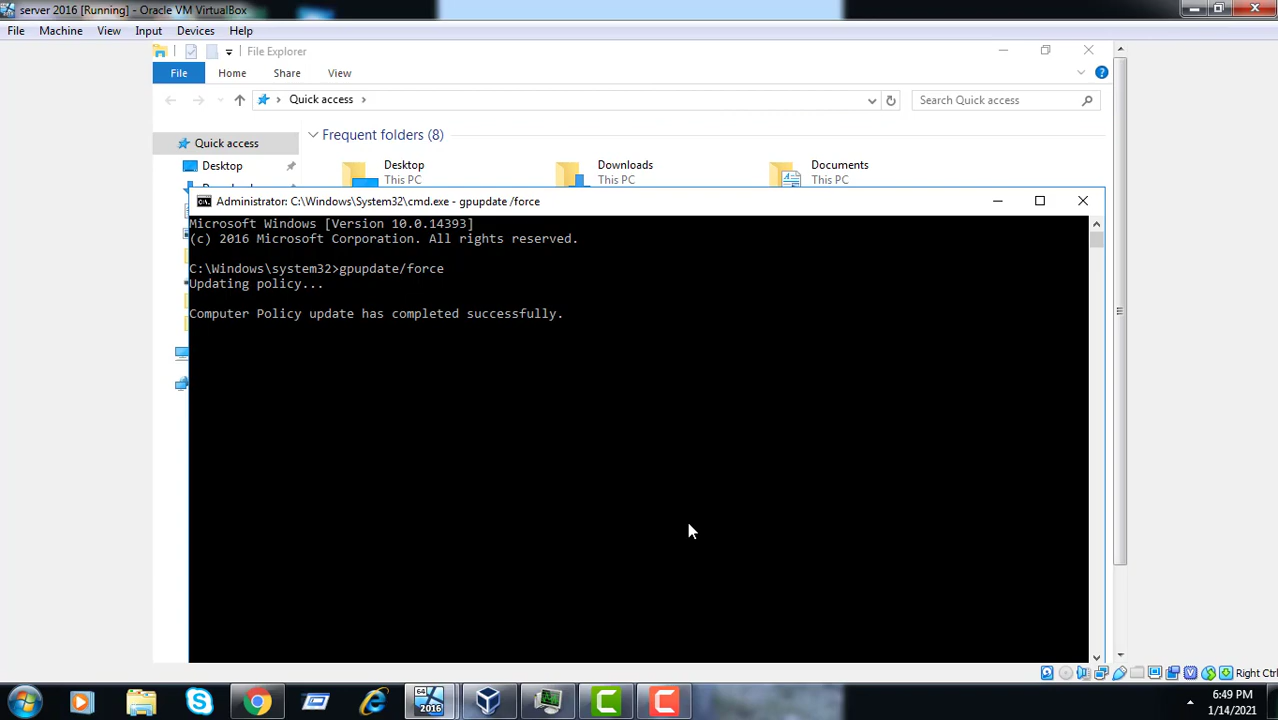 server 2016 [Running] - Oracle VM VirtualBox
File Machine View Input Devices Help
File Explorer
File Home Share View
Quick access
Search Quick access
Quick access
Frequent folders (8)
Desktop
Desktop
This PC
Downloads
This PC
Documents
This PC
Administrator: C:\Windows\System32\cmd.exe - gpupdate /force
Microsoft Windows [Version 10.0.14393]
(c) 2016 Microsoft Corporation. All rights reserved.
C:\Windows\system32>gpupdate/force
Updating policy...
Computer Policy update has completed successfully.
Right Ctrl
64
2016
6:49 PM
1/14/2021